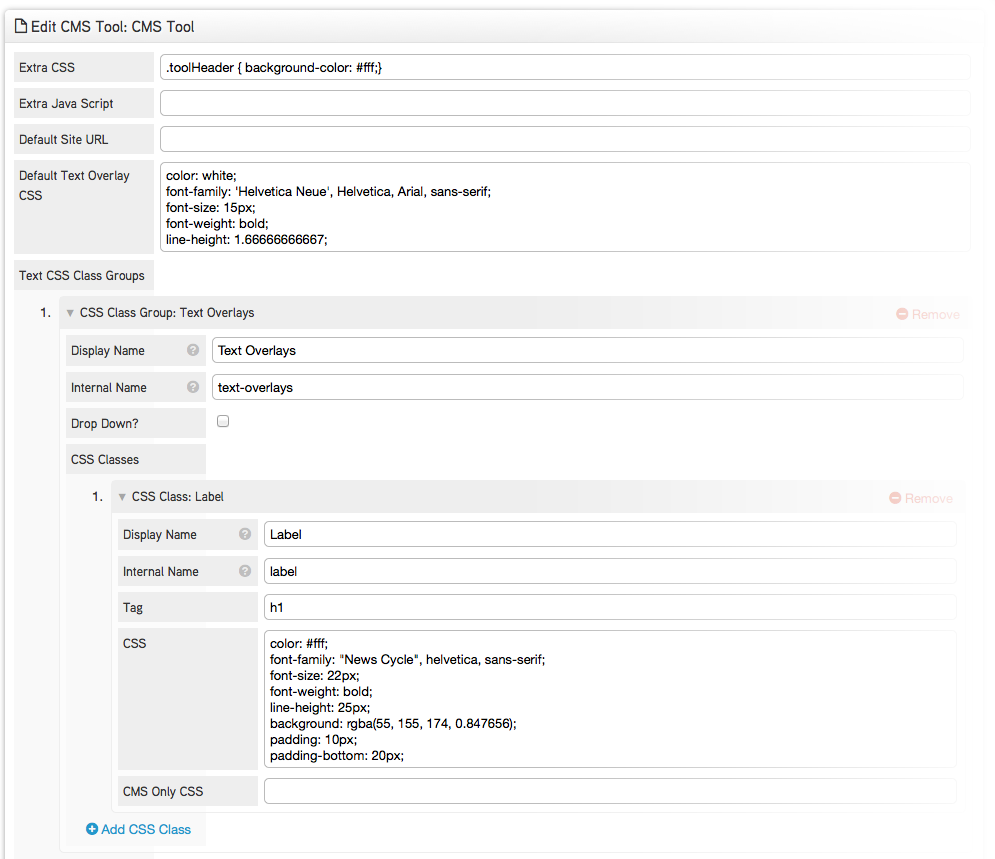 Edit CMS Tool: CMS Tool
Extra CSS
.toolHeader { background-color: #fff;}
Extra Java Script
Default Site URL
Default Text Overlay
CSS
color: white;
font-family: 'Helvetica Neue', Helvetica, Arial, sans-serif;
font-size: 15px;
font-weight: bold;
line-height: 1.66666666667;
Text CSS Class Groups
1. CSS Class Group: Text Overlays
Remove
Display Name ?
Text Overlays
Internal Name ?
text-overlays
Drop Down?
CSS Classes
1. CSS Class: Label
Remove
Display Name ?
Label
Internal Name ?
label
Tag
h1
CSS
color: #fff;
font-family: "News Cycle", helvetica, sans-serif;
font-size: 22px;
font-weight: bold;
line-height: 25px;
background: rgba(55, 155, 174, 0.847656);
padding: 10px;
padding-bottom: 20px;
CMS Only CSS
Add CSS Class